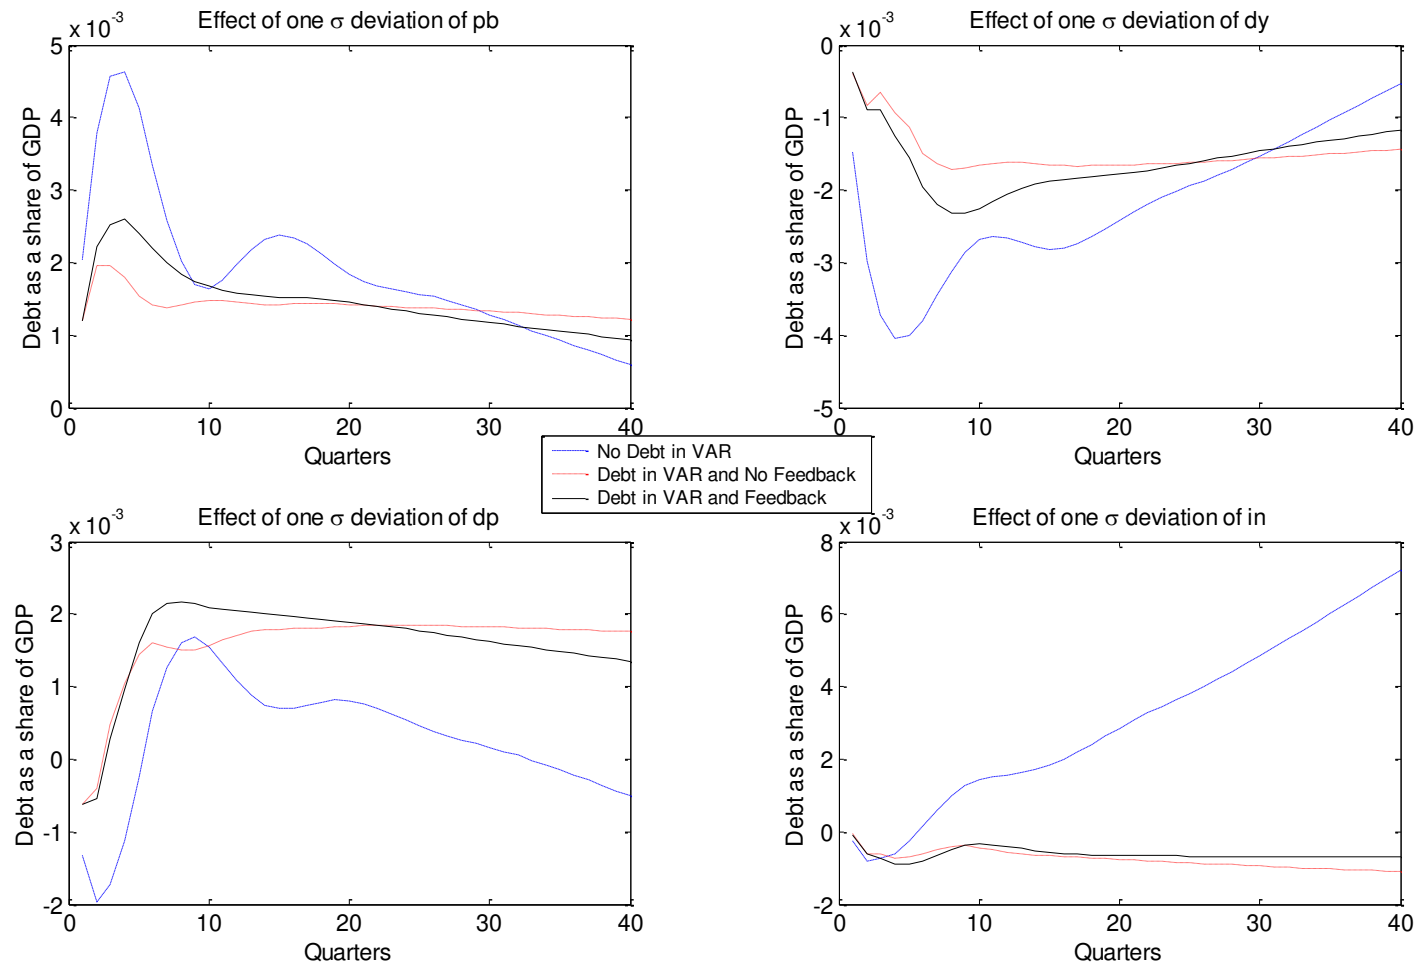 x 10
-3
Effect of one σ deviation of pb
5
4
3
2
1
0
Debt as a share of GDP
0 10 20 30 40
Quarters
x 10
-3
Effect of one σ deviation of dy
0
-1
-2
-3
-4
-5
Debt as a share of GDP
0 10 20 30 40
Quarters
No Debt in VAR
Debt in VAR and No Feedback
Debt in VAR and Feedback
x 10
-3
Effect of one σ deviation of dp
3
2
1
0
-1
-2
Debt as a share of GDP
0 10 20 30 40
Quarters
x 10
-3
Effect of one σ deviation of in
8
6
4
2
0
-2
Debt as a share of GDP
0 10 20 30 40
Quarters